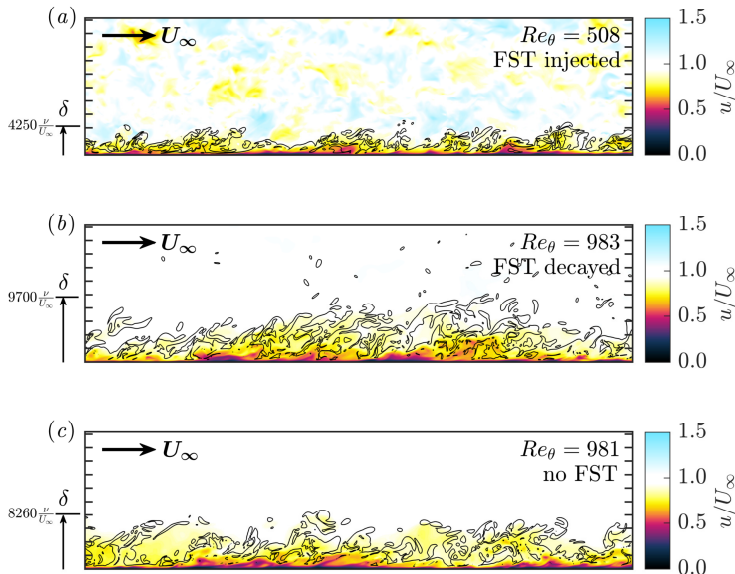 (a)
U∞
Reθ = 508
FST injected
δ
4250 ν/U∞
1.5
1.0
0.5
0.0
u/U∞
(b)
U∞
Reθ = 983
FST decayed
δ
9700 ν/U∞
1.5
1.0
0.5
0.0
u/U∞
(c)
U∞
Reθ = 981
no FST
δ
8260 ν/U∞
1.5
1.0
0.5
0.0
u/U∞